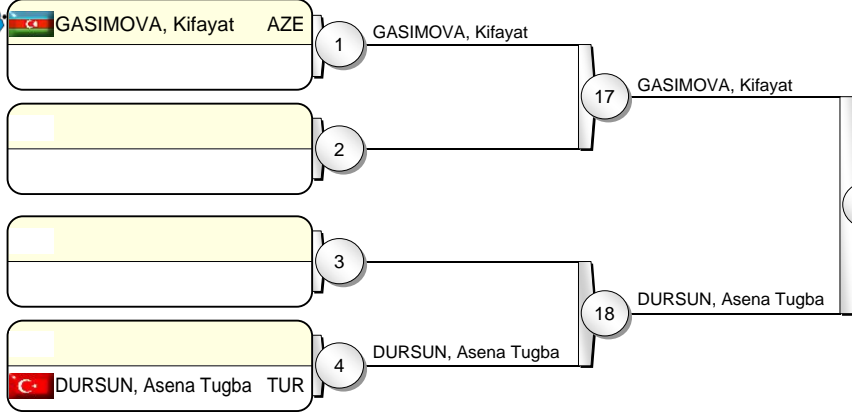 GASIMOVA, Kifayat AZE
1
GASIMOVA, Kifayat
17
GASIMOVA, Kifayat
2
3
18
DURSUN, Asena Tugba
4
DURSUN, Asena Tugba
DURSUN, Asena Tugba TUR